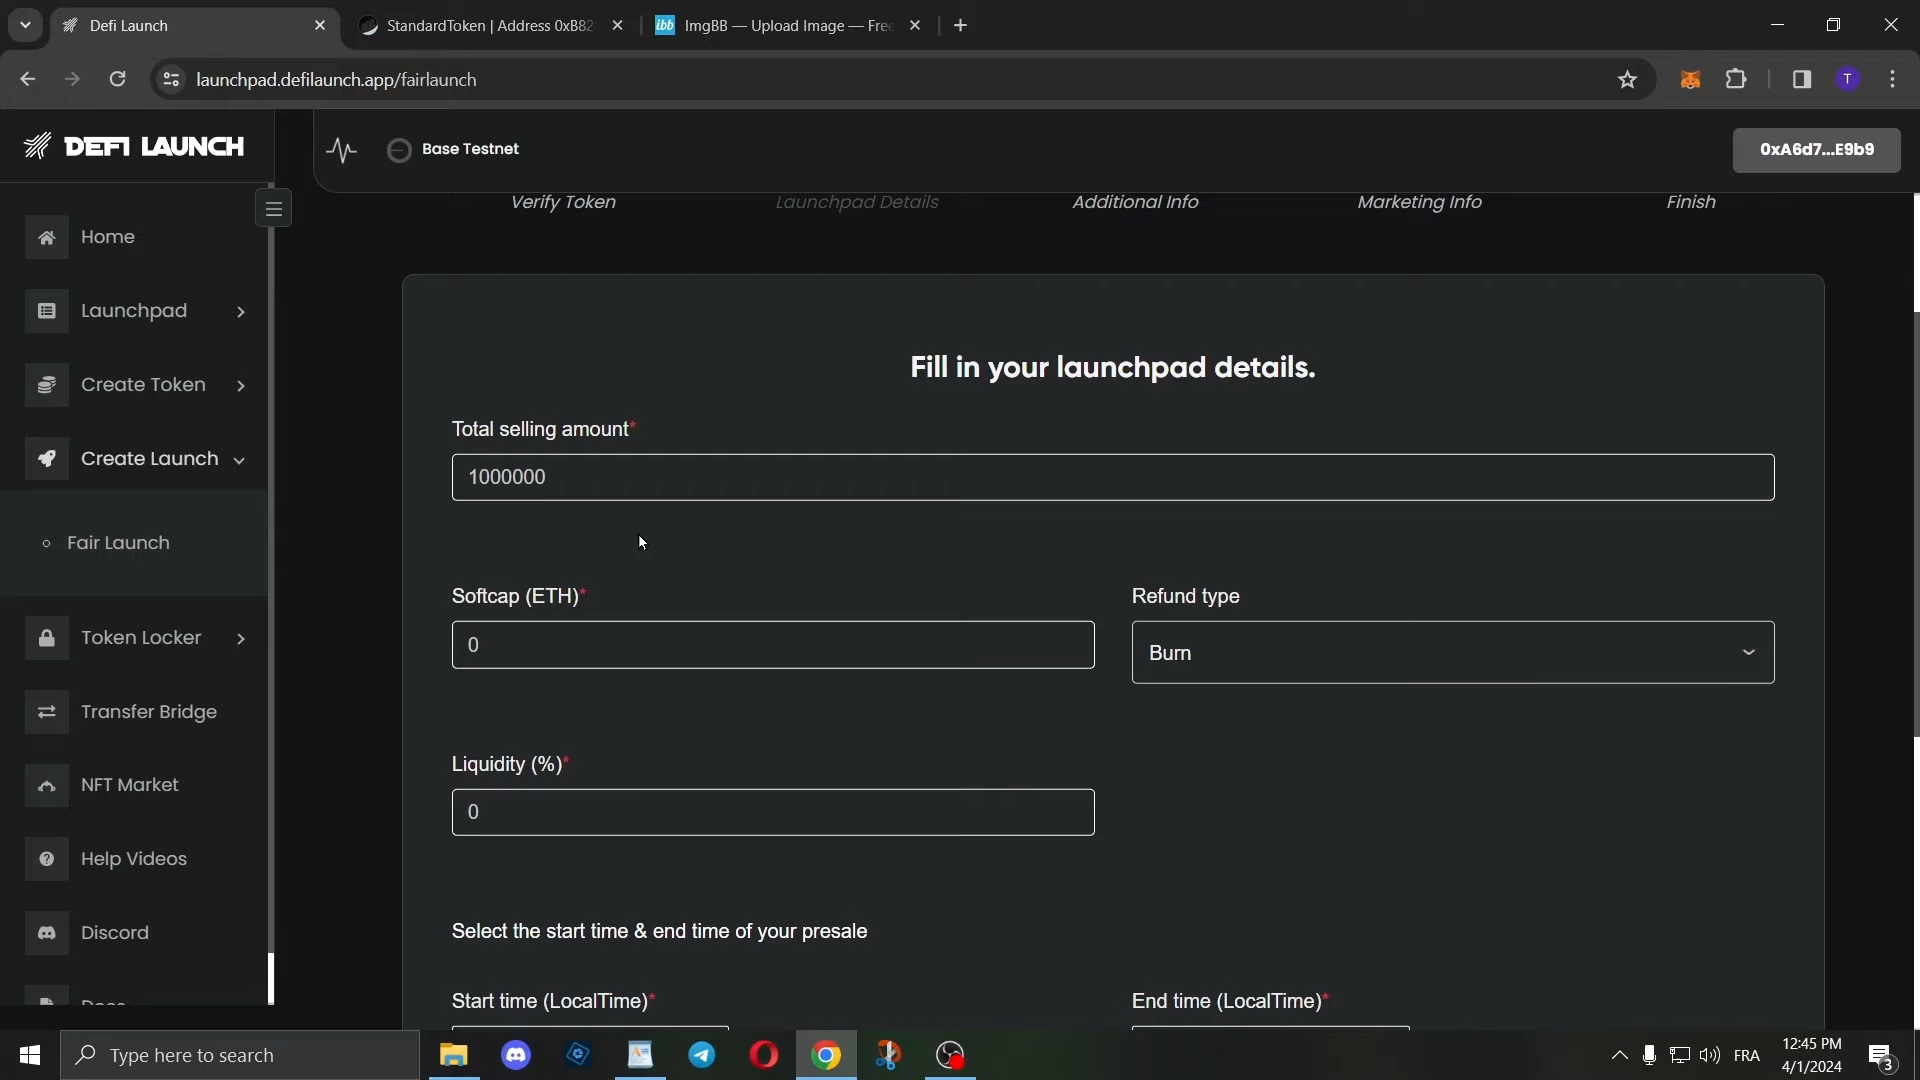 Defi Launch
StandardToken | Address 0xB82
ImgBB — Upload Image — Free
launchpad.defilaunch.app/fairlaunch
T
DEFI LAUNCH
Base Testnet
0xA6d7...E9b9
Verify Token
Launchpad Details
Additional Info
Marketing Info
Finish
Home
Launchpad
Create Token
Create Launch
Fair Launch
Token Locker
Transfer Bridge
NFT Market
Help Videos
Discord
Docs
Fill in your launchpad details.
Total selling amount*
1000000
Softcap (ETH)*
0
Refund type
Burn
Liquidity (%)*
0
Select the start time & end time of your presale
Start time (LocalTime)*
End time (LocalTime)*
Type here to search
FRA
12:45 PM
4/1/2024
3